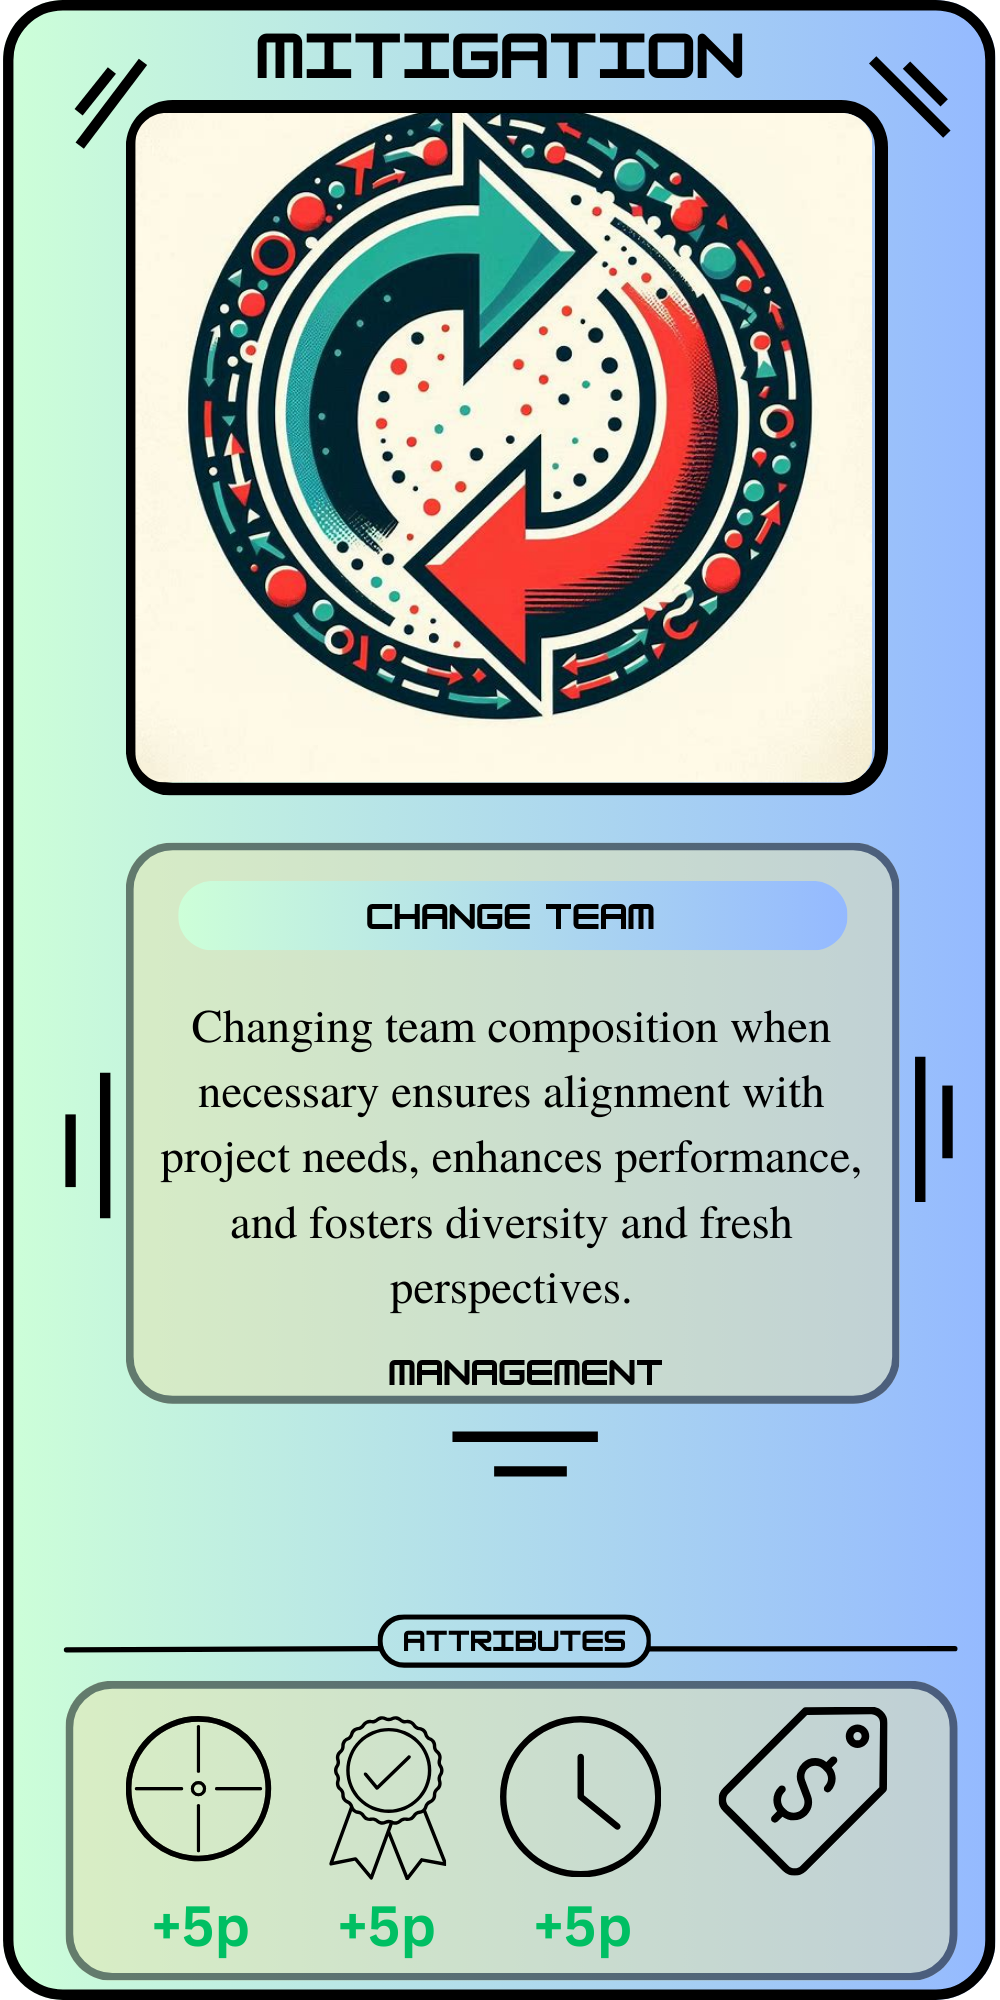 MITIGATION
CHANGE TEAM
Changing team composition when
necessary ensures alignment with
project needs, enhances performance,
and fosters diversity and fresh
perspectives.
MANAGEMENT
ATTRIBUTES
$
+5p +5p +5p